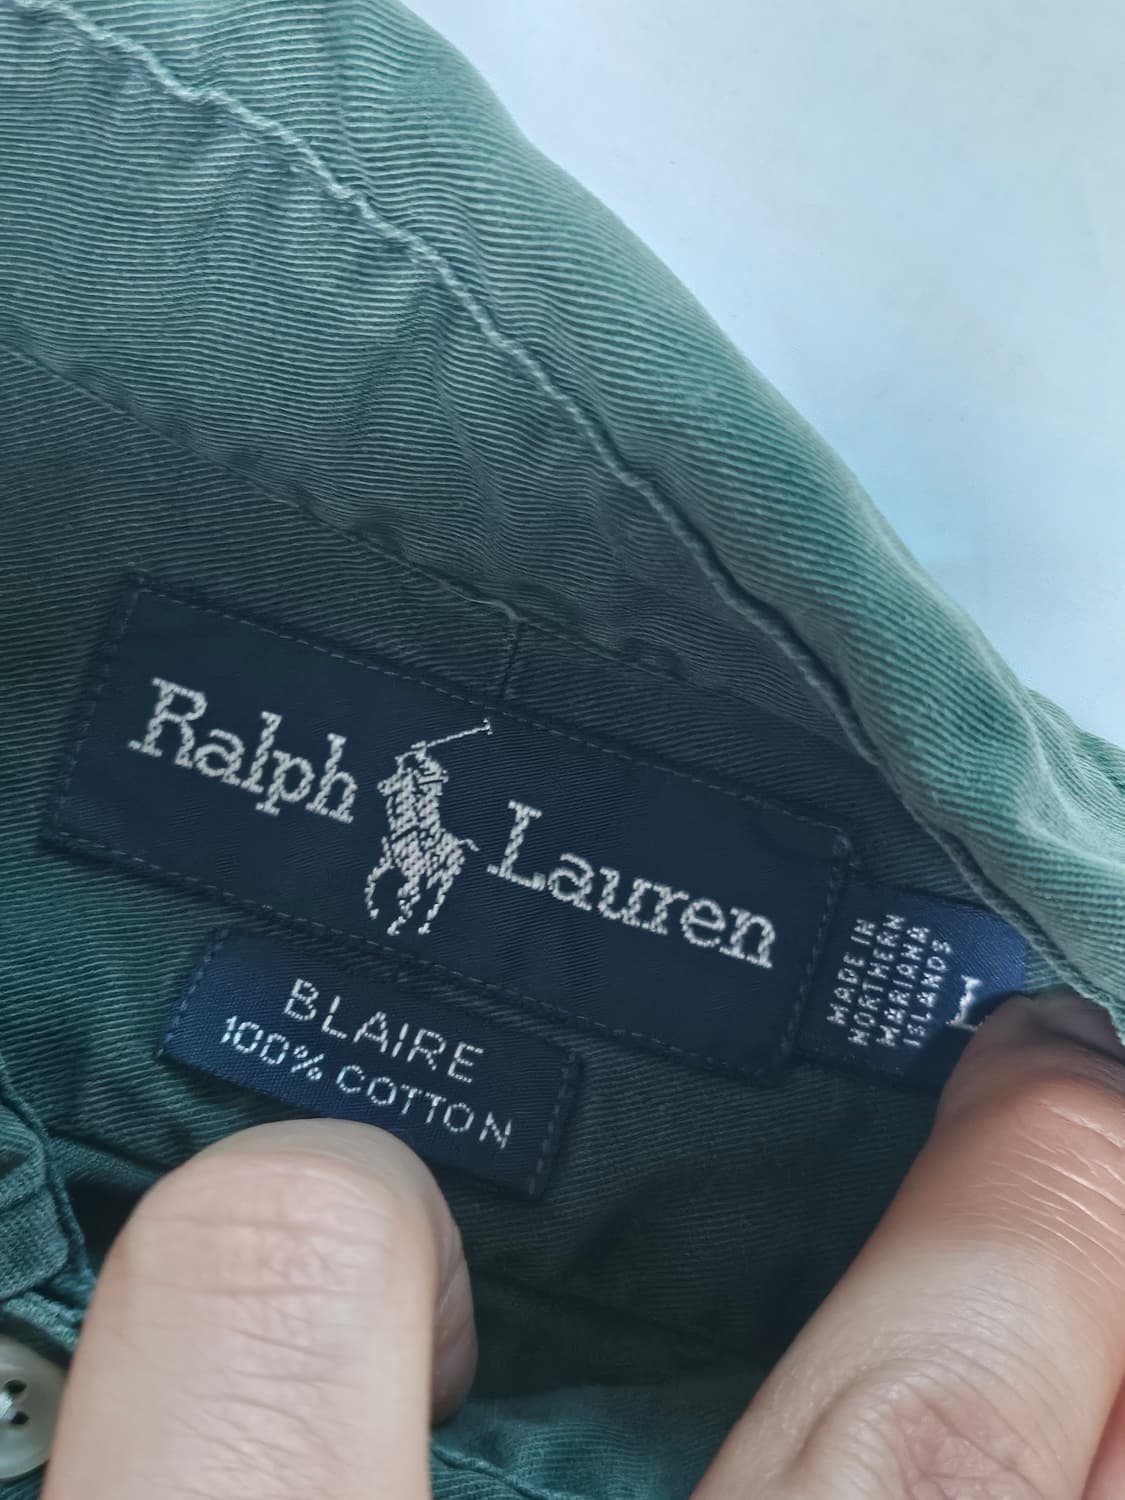 Ralph Lauren
BLAIRE
100% COTTON
MADE IN
NORTHERN
MARIANA
ISLANDS